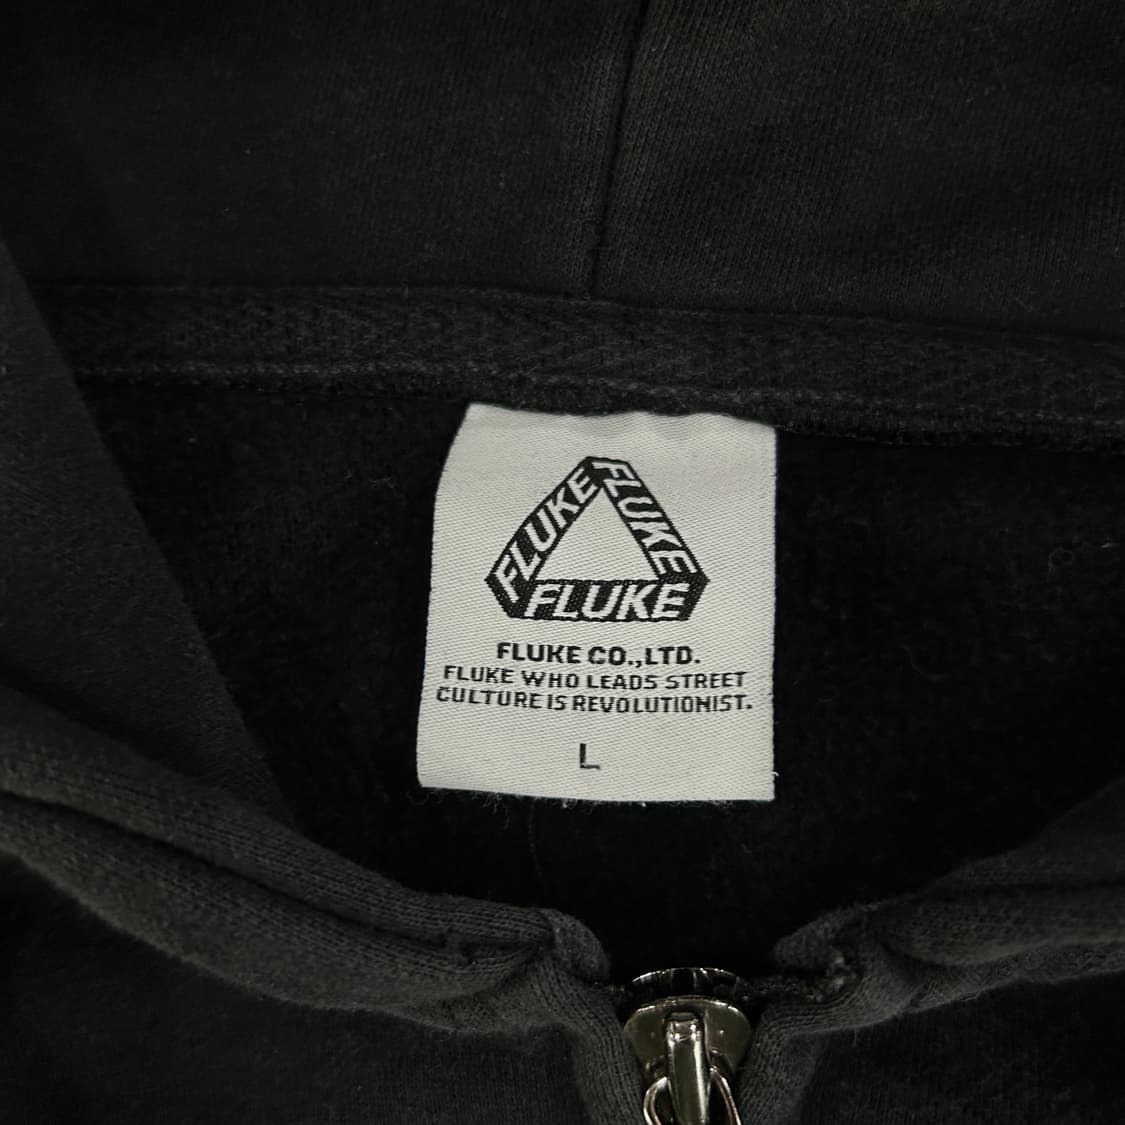 FLUKE
FLUKE
FLUKE
FLUKE CO.,LTD.
FLUKE WHO LEADS STREET
CULTURE IS REVOLUTIONIST.
L